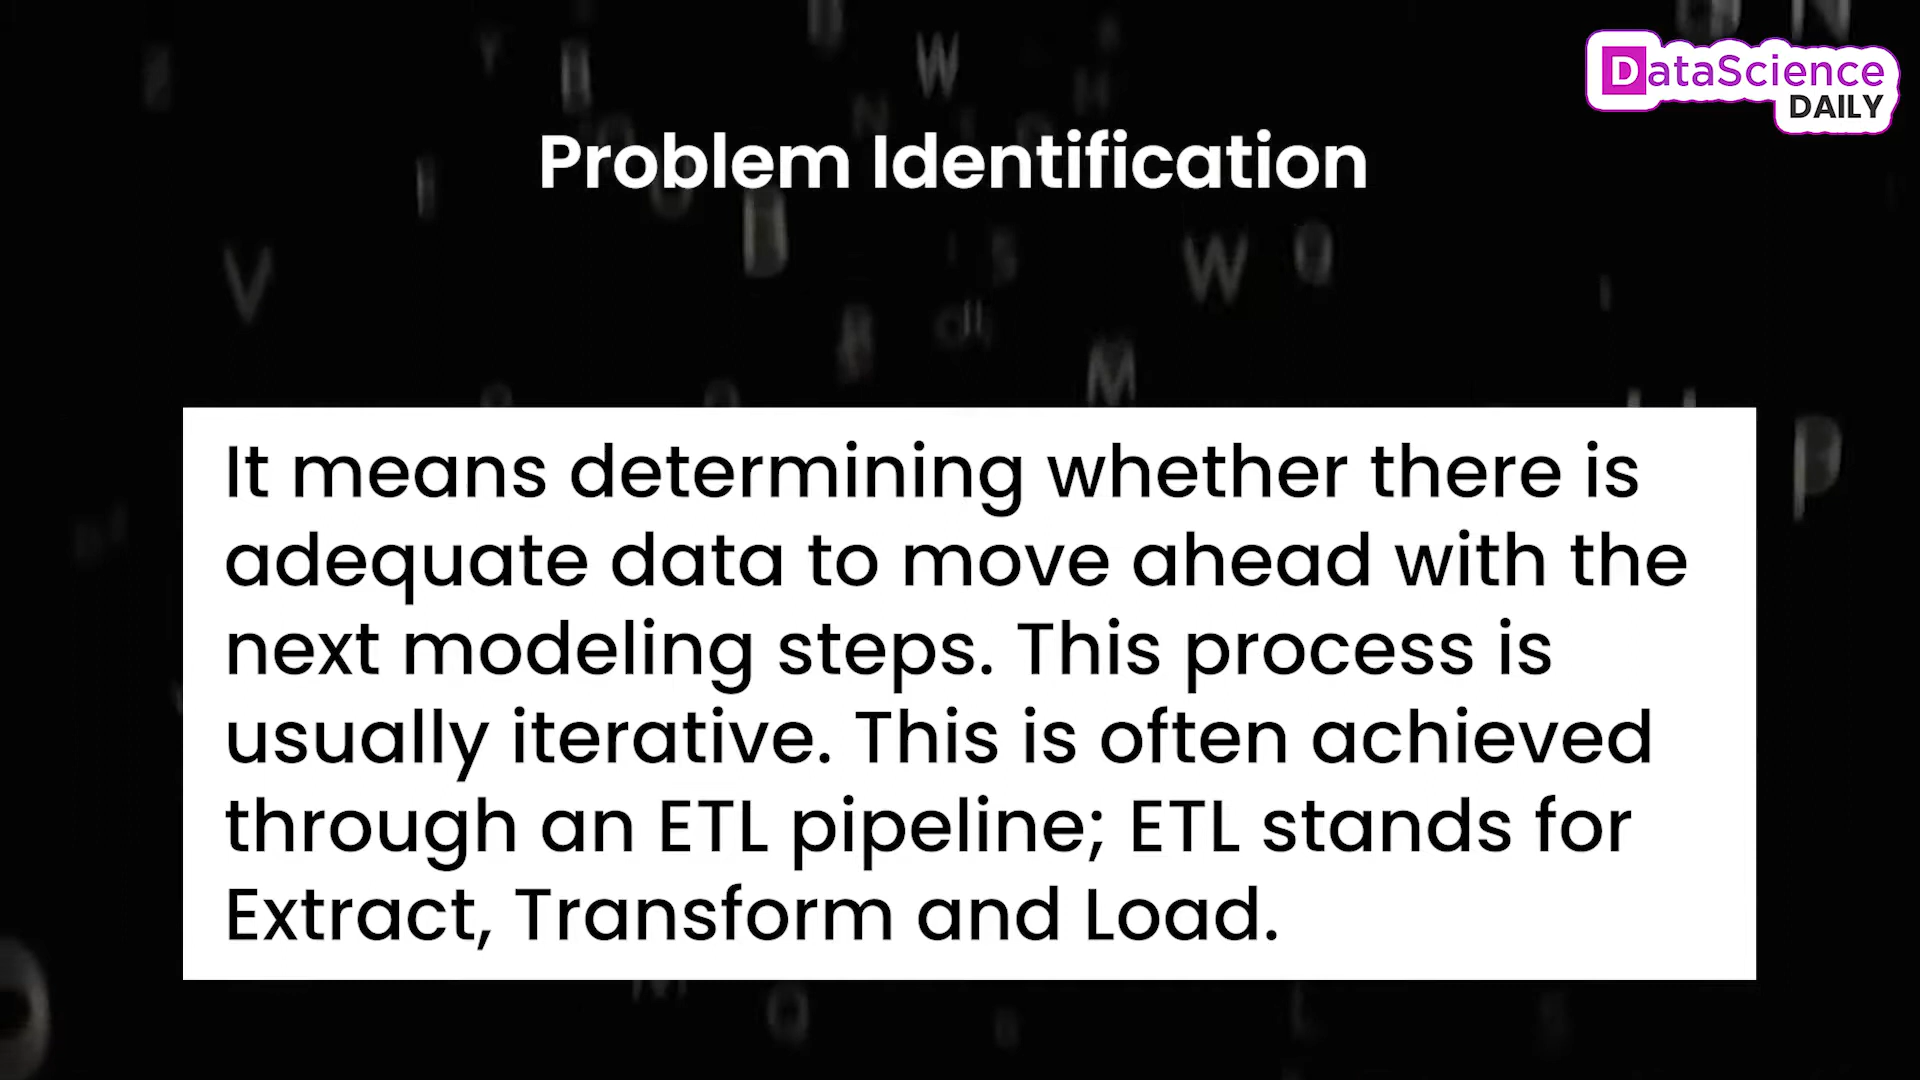 DataScience
DAILY
Problem Identification
It means determining whether there is
adequate data to move ahead with the
next modeling steps. This process is
usually iterative. This is often achieved
through an ETL pipeline; ETL stands for
Extract, Transform and Load.